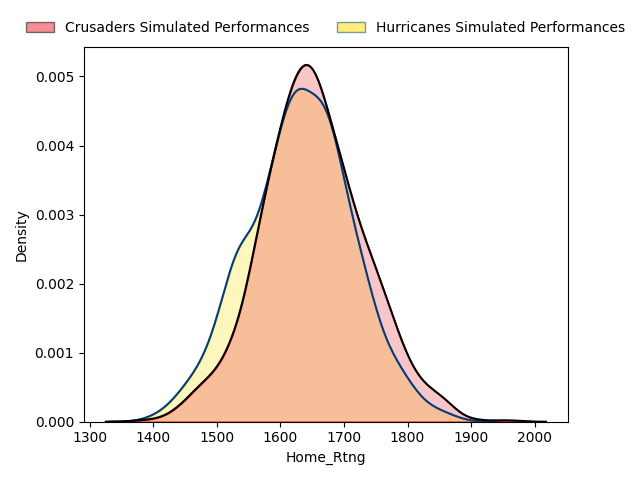 Crusaders Simulated Performances Hurricanes Simulated Performances
0.005
0.004
0.003
0.002
0.001
0.000
Density
1300 1400 1500 1600 1700 1800 1900 2000
Home_Rtng